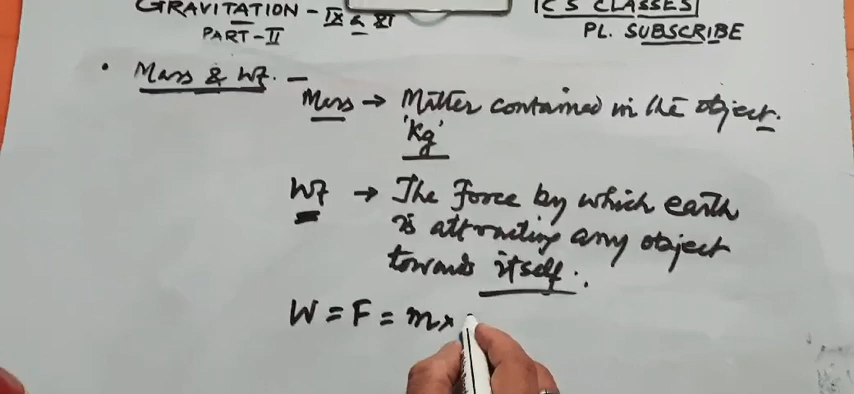 GRAVITATION - IX & XI
PART-II
ICS CLASSES
PL. SUBSCRIBE
• Mass & Wt. -
Mass → Matter contained in the object.
'Kg'
Wt → The Force by which earth
is attracting any object
towards itself.
W = F = m×